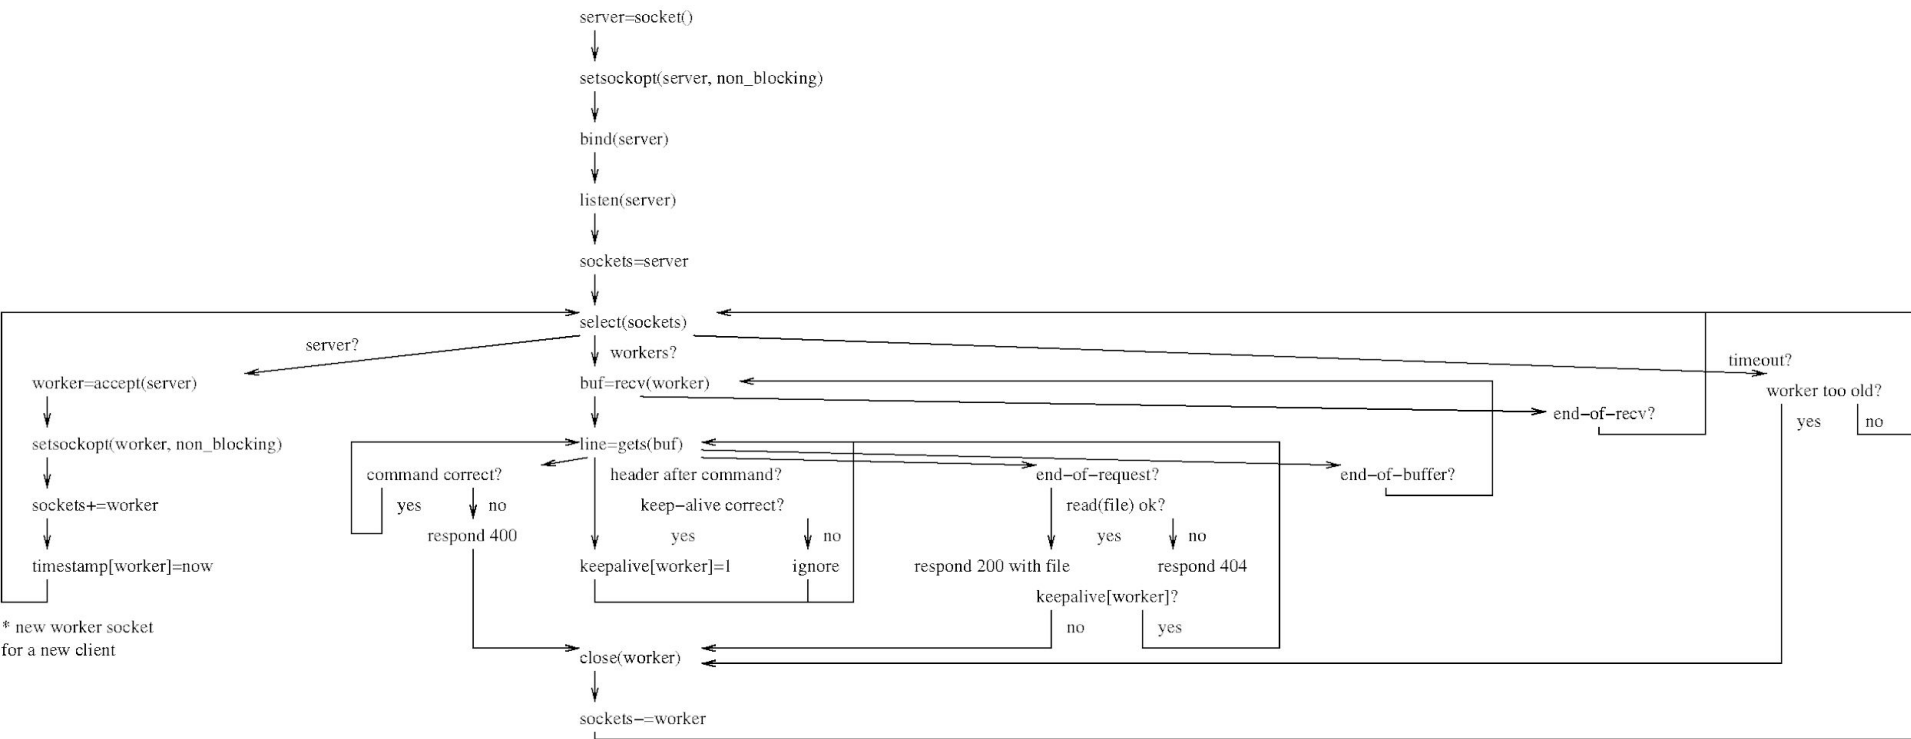 server=socket()
setsockopt(server, non_blocking)
bind(server)
listen(server)
sockets=server
select(sockets)
server?
workers?
timeout?
worker=accept(server)
buf=recv(worker)
worker too old?
end-of-recv?
yes
no
setsockopt(worker, non_blocking)
line=gets(buf)
command correct?
header after command?
end-of-request?
end-of-buffer?
sockets+=worker
yes
no
keep-alive correct?
read(file) ok?
respond 400
yes
no
yes
no
timestamp[worker]=now
keepalive[worker]=1
ignore
respond 200 with file
respond 404
keepalive[worker]?
* new worker socket
for a new client
no
yes
close(worker)
sockets-=worker